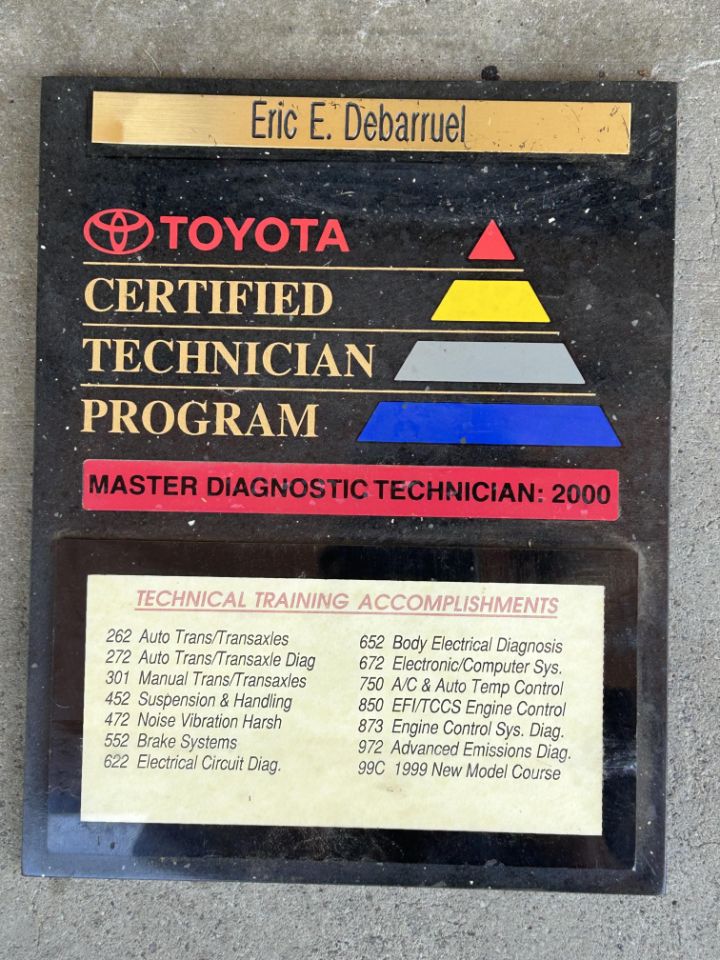 Eric E. Debarruel
TOYOTA
CERTIFIED
TECHNICIAN
PROGRAM
MASTER DIAGNOSTIC TECHNICIAN: 2000
TECHNICAL TRAINING ACCOMPLISHMENTS
262 Auto Trans/Transaxles
272 Auto Trans/Transaxle Diag
301 Manual Trans/Transaxles
452 Suspension & Handling
472 Noise Vibration Harsh
552 Brake Systems
622 Electrical Circuit Diag.
652 Body Electrical Diagnosis
672 Electronic/Computer Sys.
750 A/C & Auto Temp Control
850 EFI/TCCS Engine Control
873 Engine Control Sys. Diag.
972 Advanced Emissions Diag.
99C 1999 New Model Course